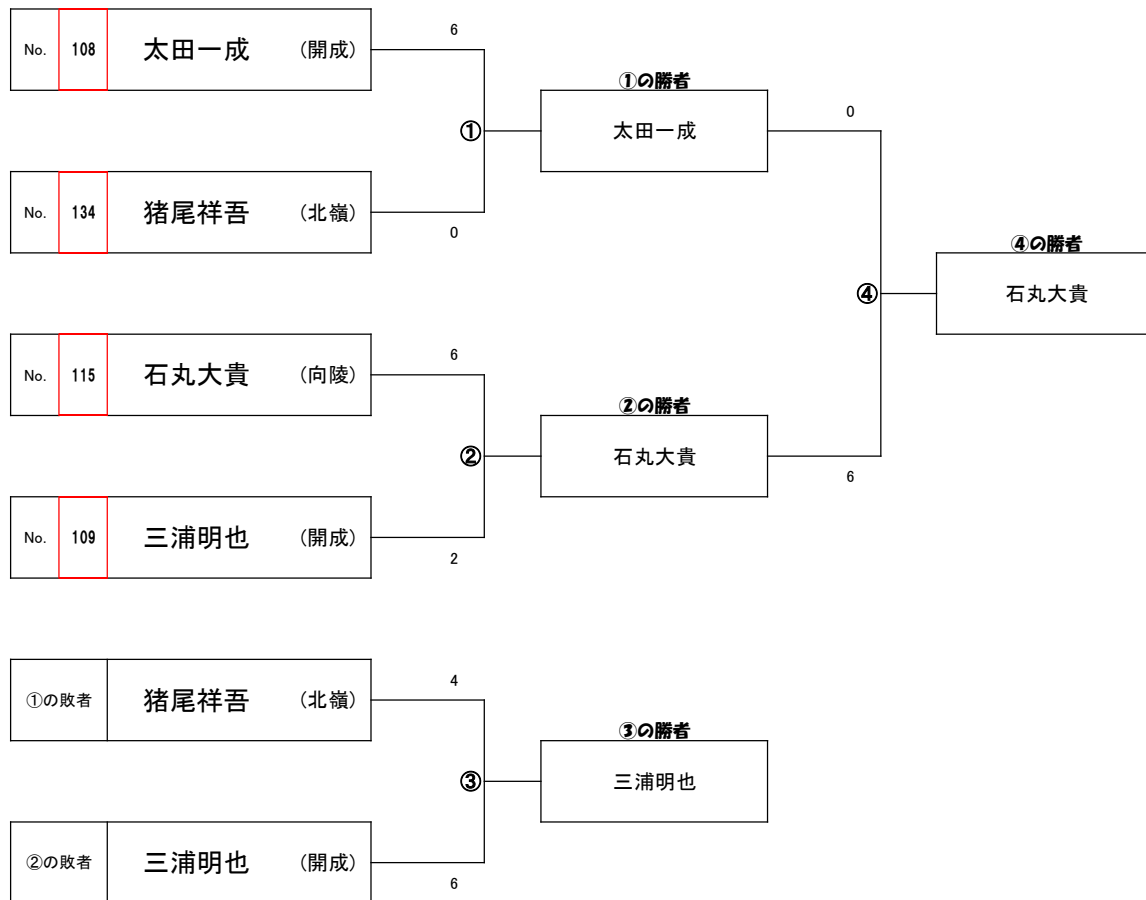 No. 108 太田一成 (開成)
6
①の勝者
太田一成
0
①
No. 134 猪尾祥吾 (北嶺)
0
④の勝者
石丸大貴
④
No. 115 石丸大貴 (向陵)
6
②の勝者
石丸大貴
6
②
No. 109 三浦明也 (開成)
2
①の敗者 猪尾祥吾 (北嶺)
4
③の勝者
三浦明也
③
②の敗者 三浦明也 (開成)
6